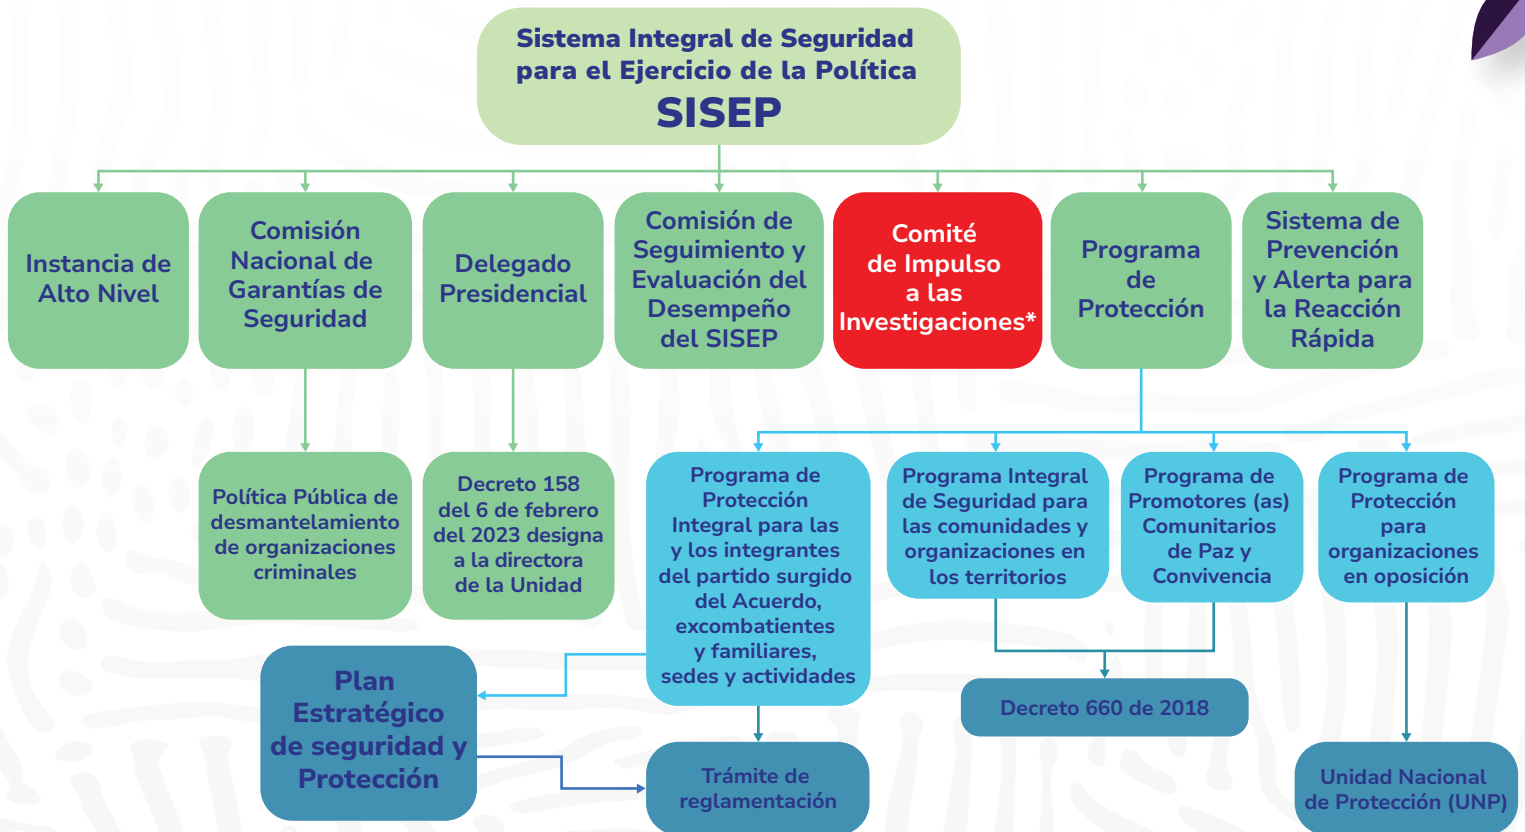 Sistema Integral de Seguridad
para el Ejercicio de la Política
SISEP
Instancia de
Alto Nivel
Comisión
Nacional de
Garantías de
Seguridad
Delegado
Presidencial
Comisión de
Seguimiento y
Evaluación del
Desempeño
del SISEP
Comité
de Impulso
a las
Investigaciones*
Programa
de
Protección
Sistema de
Prevención
y Alerta para
la Reacción
Rápida
Política Pública de
desmantelamiento
de organizaciones
criminales
Decreto 158
del 6 de febrero
del 2023 designa
a la directora
de la Unidad
Programa de
Protección
Integral para las
y los integrantes
del partido surgido
del Acuerdo,
excombatientes
y familiares,
sedes y actividades
Programa Integral
de Seguridad para
las comunidades y
organizaciones en
los territorios
Programa de
Promotores (as)
Comunitarios
de Paz y
Convivencia
Programa de
Protección
para
organizaciones
en oposición
Plan
Estratégico
de seguridad y
Protección
Trámite de
reglamentación
Decreto 660 de 2018
Unidad Nacional
de Protección (UNP)